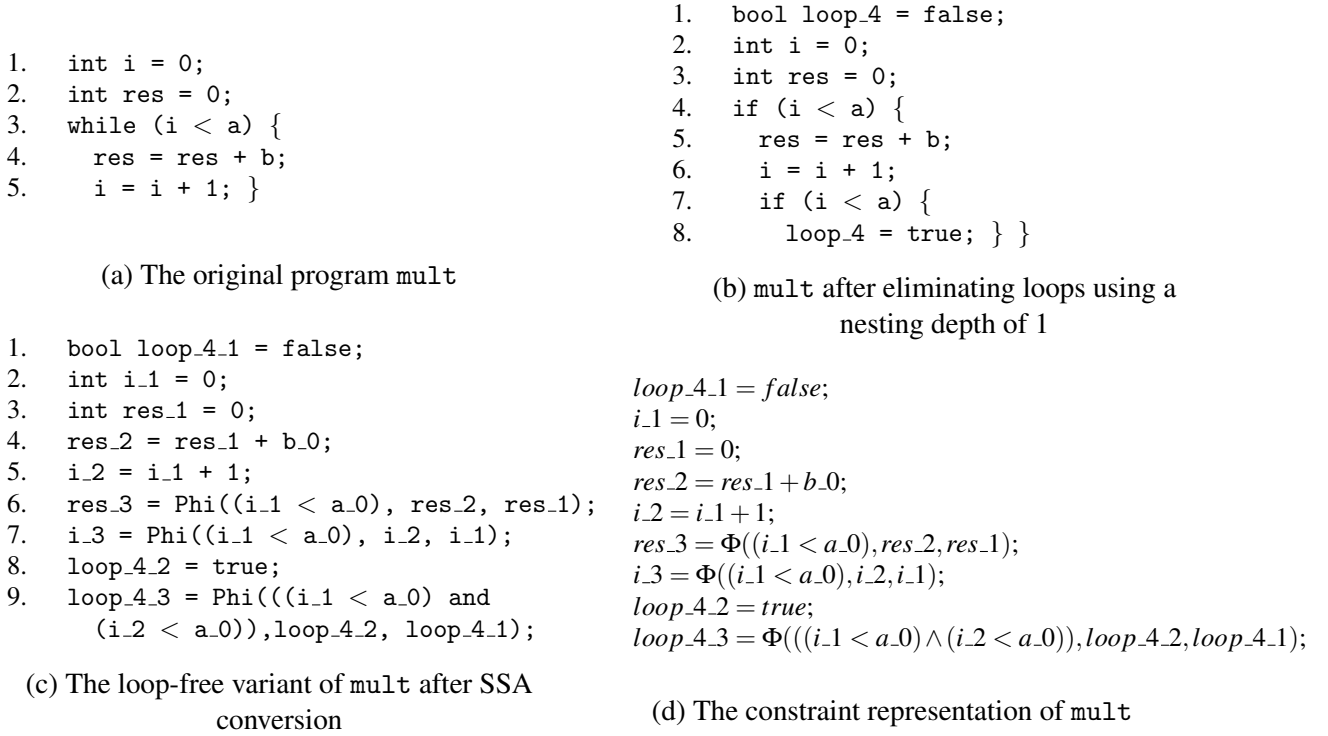 1. int i = 0;
2. int res = 0;
3. while (i < a) {
4. res = res + b;
5. i = i + 1; }
(a) The original program mult
1. bool loop_4 = false;
2. int i = 0;
3. int res = 0;
4. if (i < a) {
5. res = res + b;
6. i = i + 1;
7. if (i < a) {
8. loop_4 = true; } }
(b) mult after eliminating loops using a
nesting depth of 1
1. bool loop_4_1 = false;
2. int i_1 = 0;
3. int res_1 = 0;
4. res_2 = res_1 + b_0;
5. i_2 = i_1 + 1;
6. res_3 = Phi((i_1 < a_0), res_2, res_1);
7. i_3 = Phi((i_1 < a_0), i_2, i_1);
8. loop_4_2 = true;
9. loop_4_3 = Phi(((i_1 < a_0) and
(i_2 < a_0)),loop_4_2, loop_4_1);
(c) The loop-free variant of mult after SSA
conversion
loop_4_1 = false;
i_1 = 0;
res_1 = 0;
res_2 = res_1 + b_0;
i_2 = i_1 + 1;
res_3 = Φ((i_1 < a_0), res_2, res_1);
i_3 = Φ((i_1 < a_0), i_2, i_1);
loop_4_2 = true;
loop_4_3 = Φ(((i_1 < a_0) ∧ (i_2 < a_0)), loop_4_2, loop_4_1);
(d) The constraint representation of mult